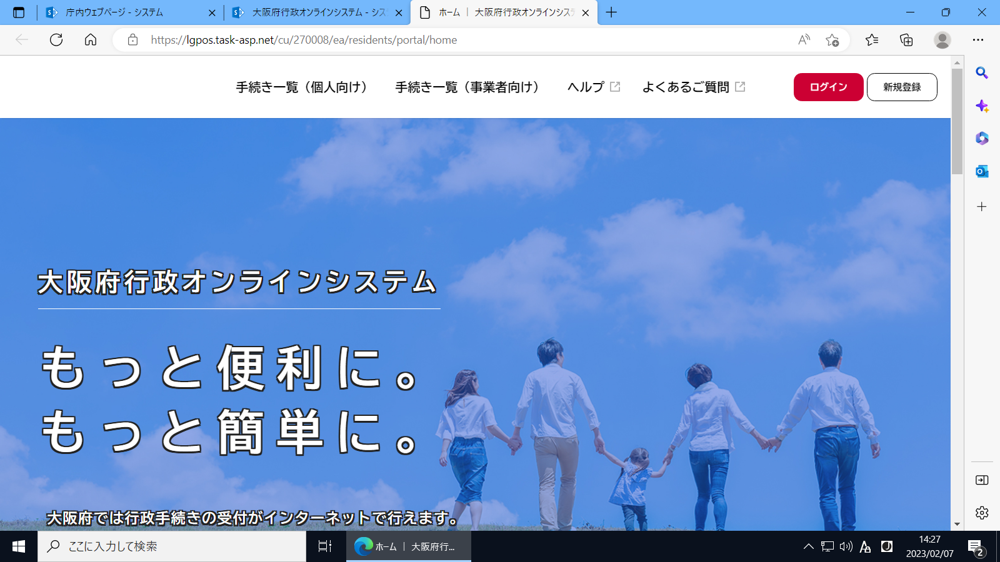 庁内ウェブページ - システム
大阪府行政オンラインシステム - シス
ホーム | 大阪府行政オンラインシステ
https://lgpos.task-asp.net/cu/270008/ea/residents/portal/home
手続き一覧（個人向け）
手続き一覧（事業者向け）
ヘルプ
よくあるご質問
ログイン
新規登録
大阪府行政オンラインシステム
もっと便利に。
もっと簡単に。
大阪府では行政手続きの受付がインターネットで行えます。
ここに入力して検索
ホーム | 大阪府行...
14:27
2023/02/07
2